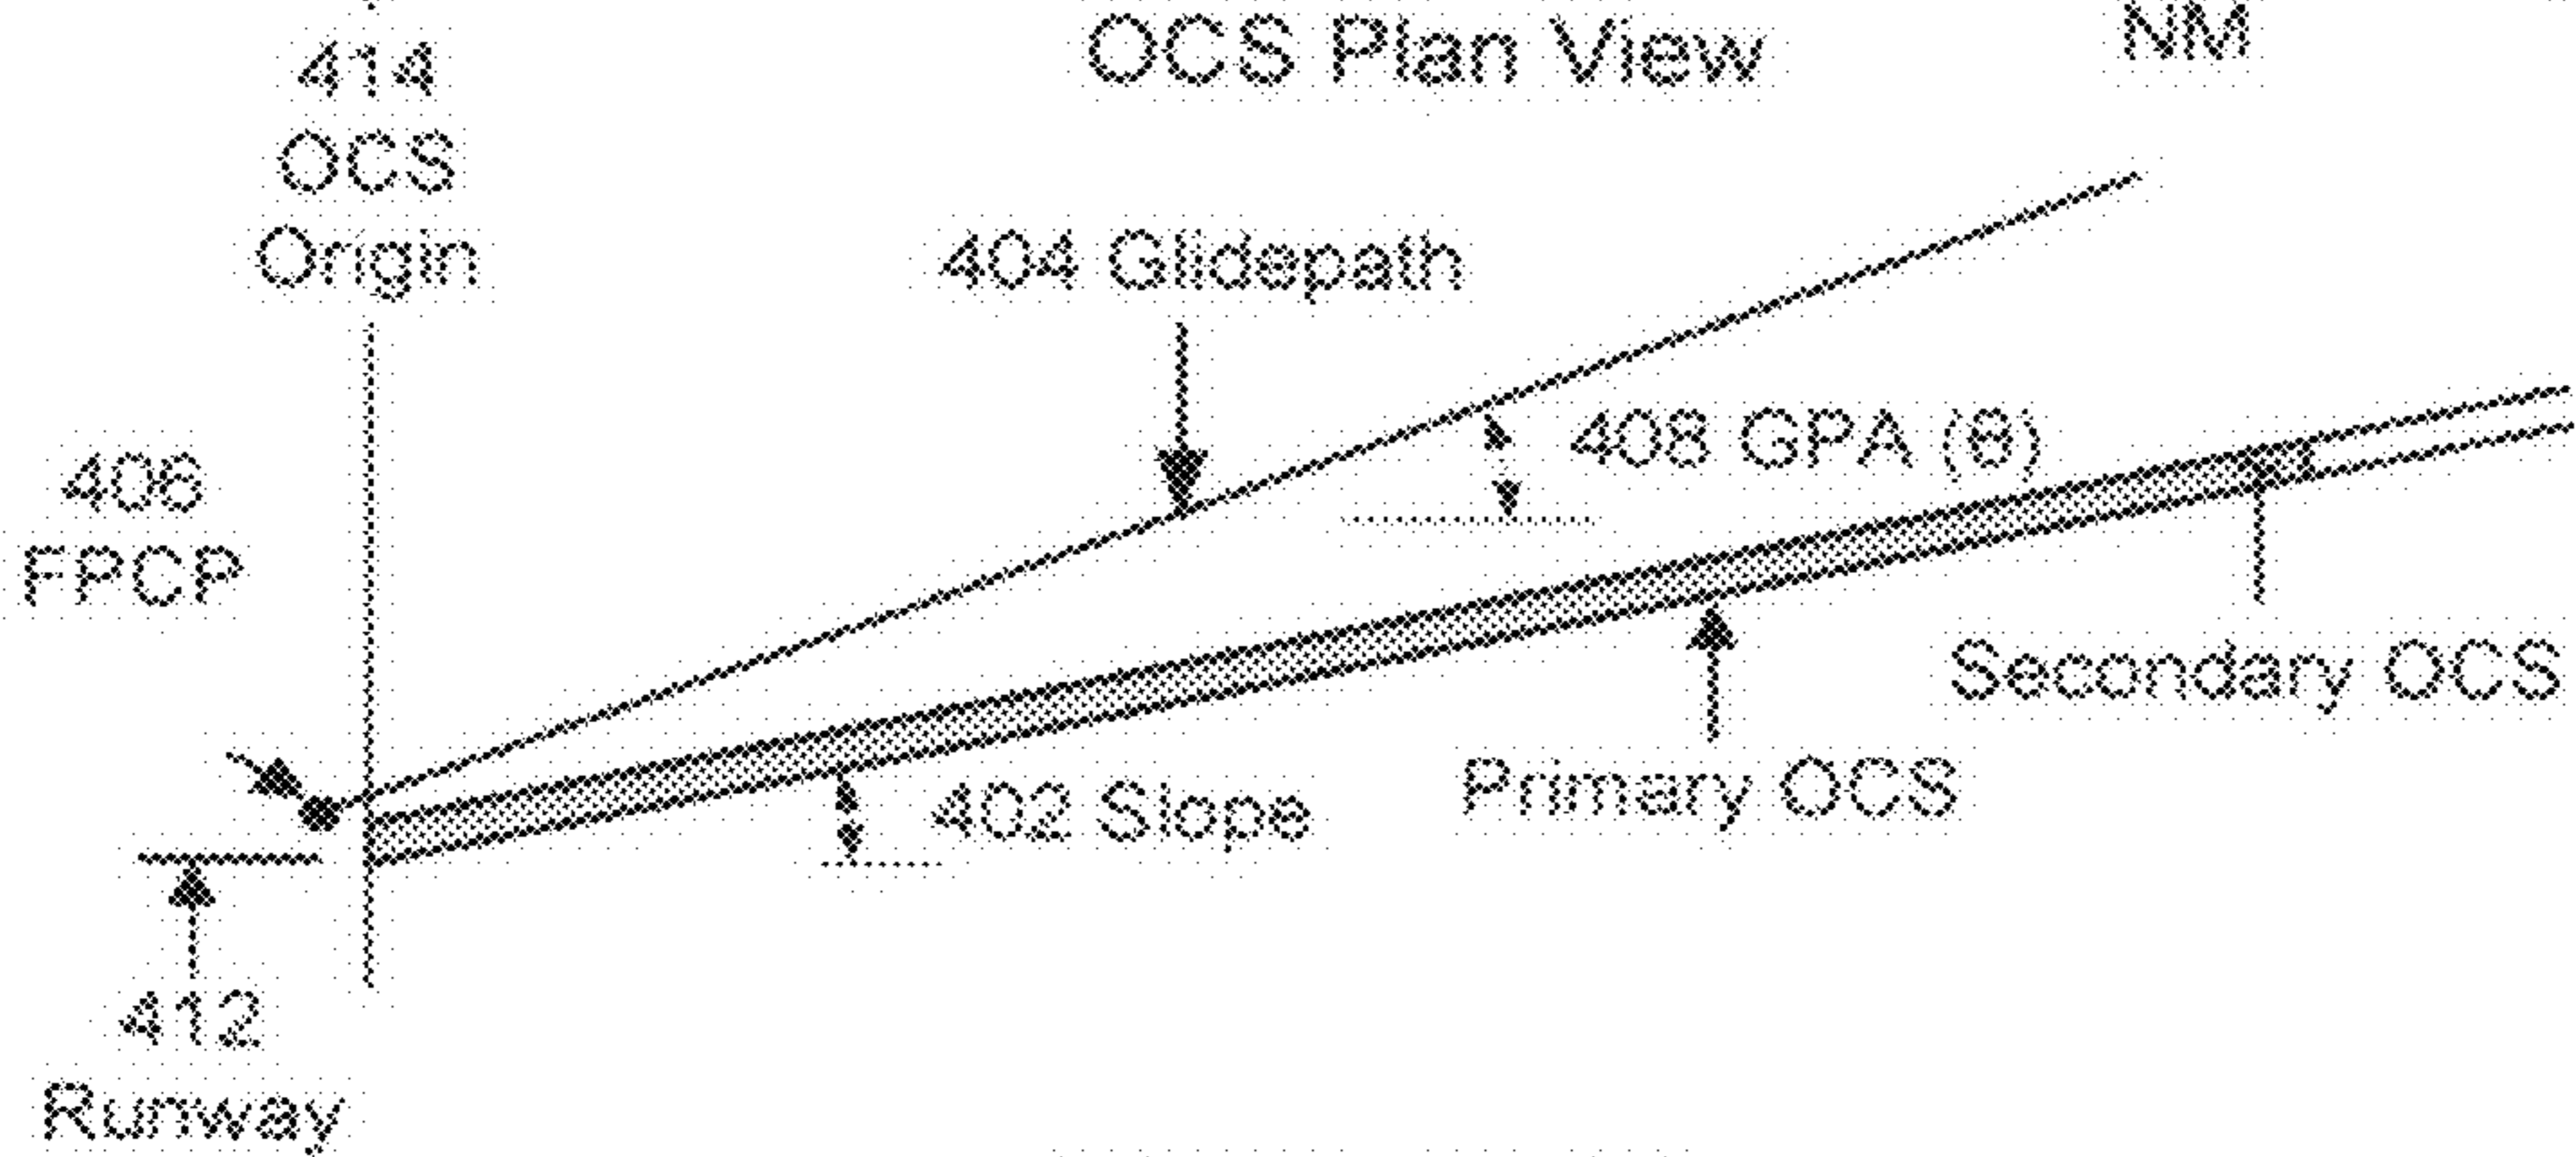 414
OCS
Origin
OCS Plan View
NM
404 Glidepath
406
FPCP
408 GPA (θ)
Secondary OCS
Primary OCS
402 Slope
412
Runway